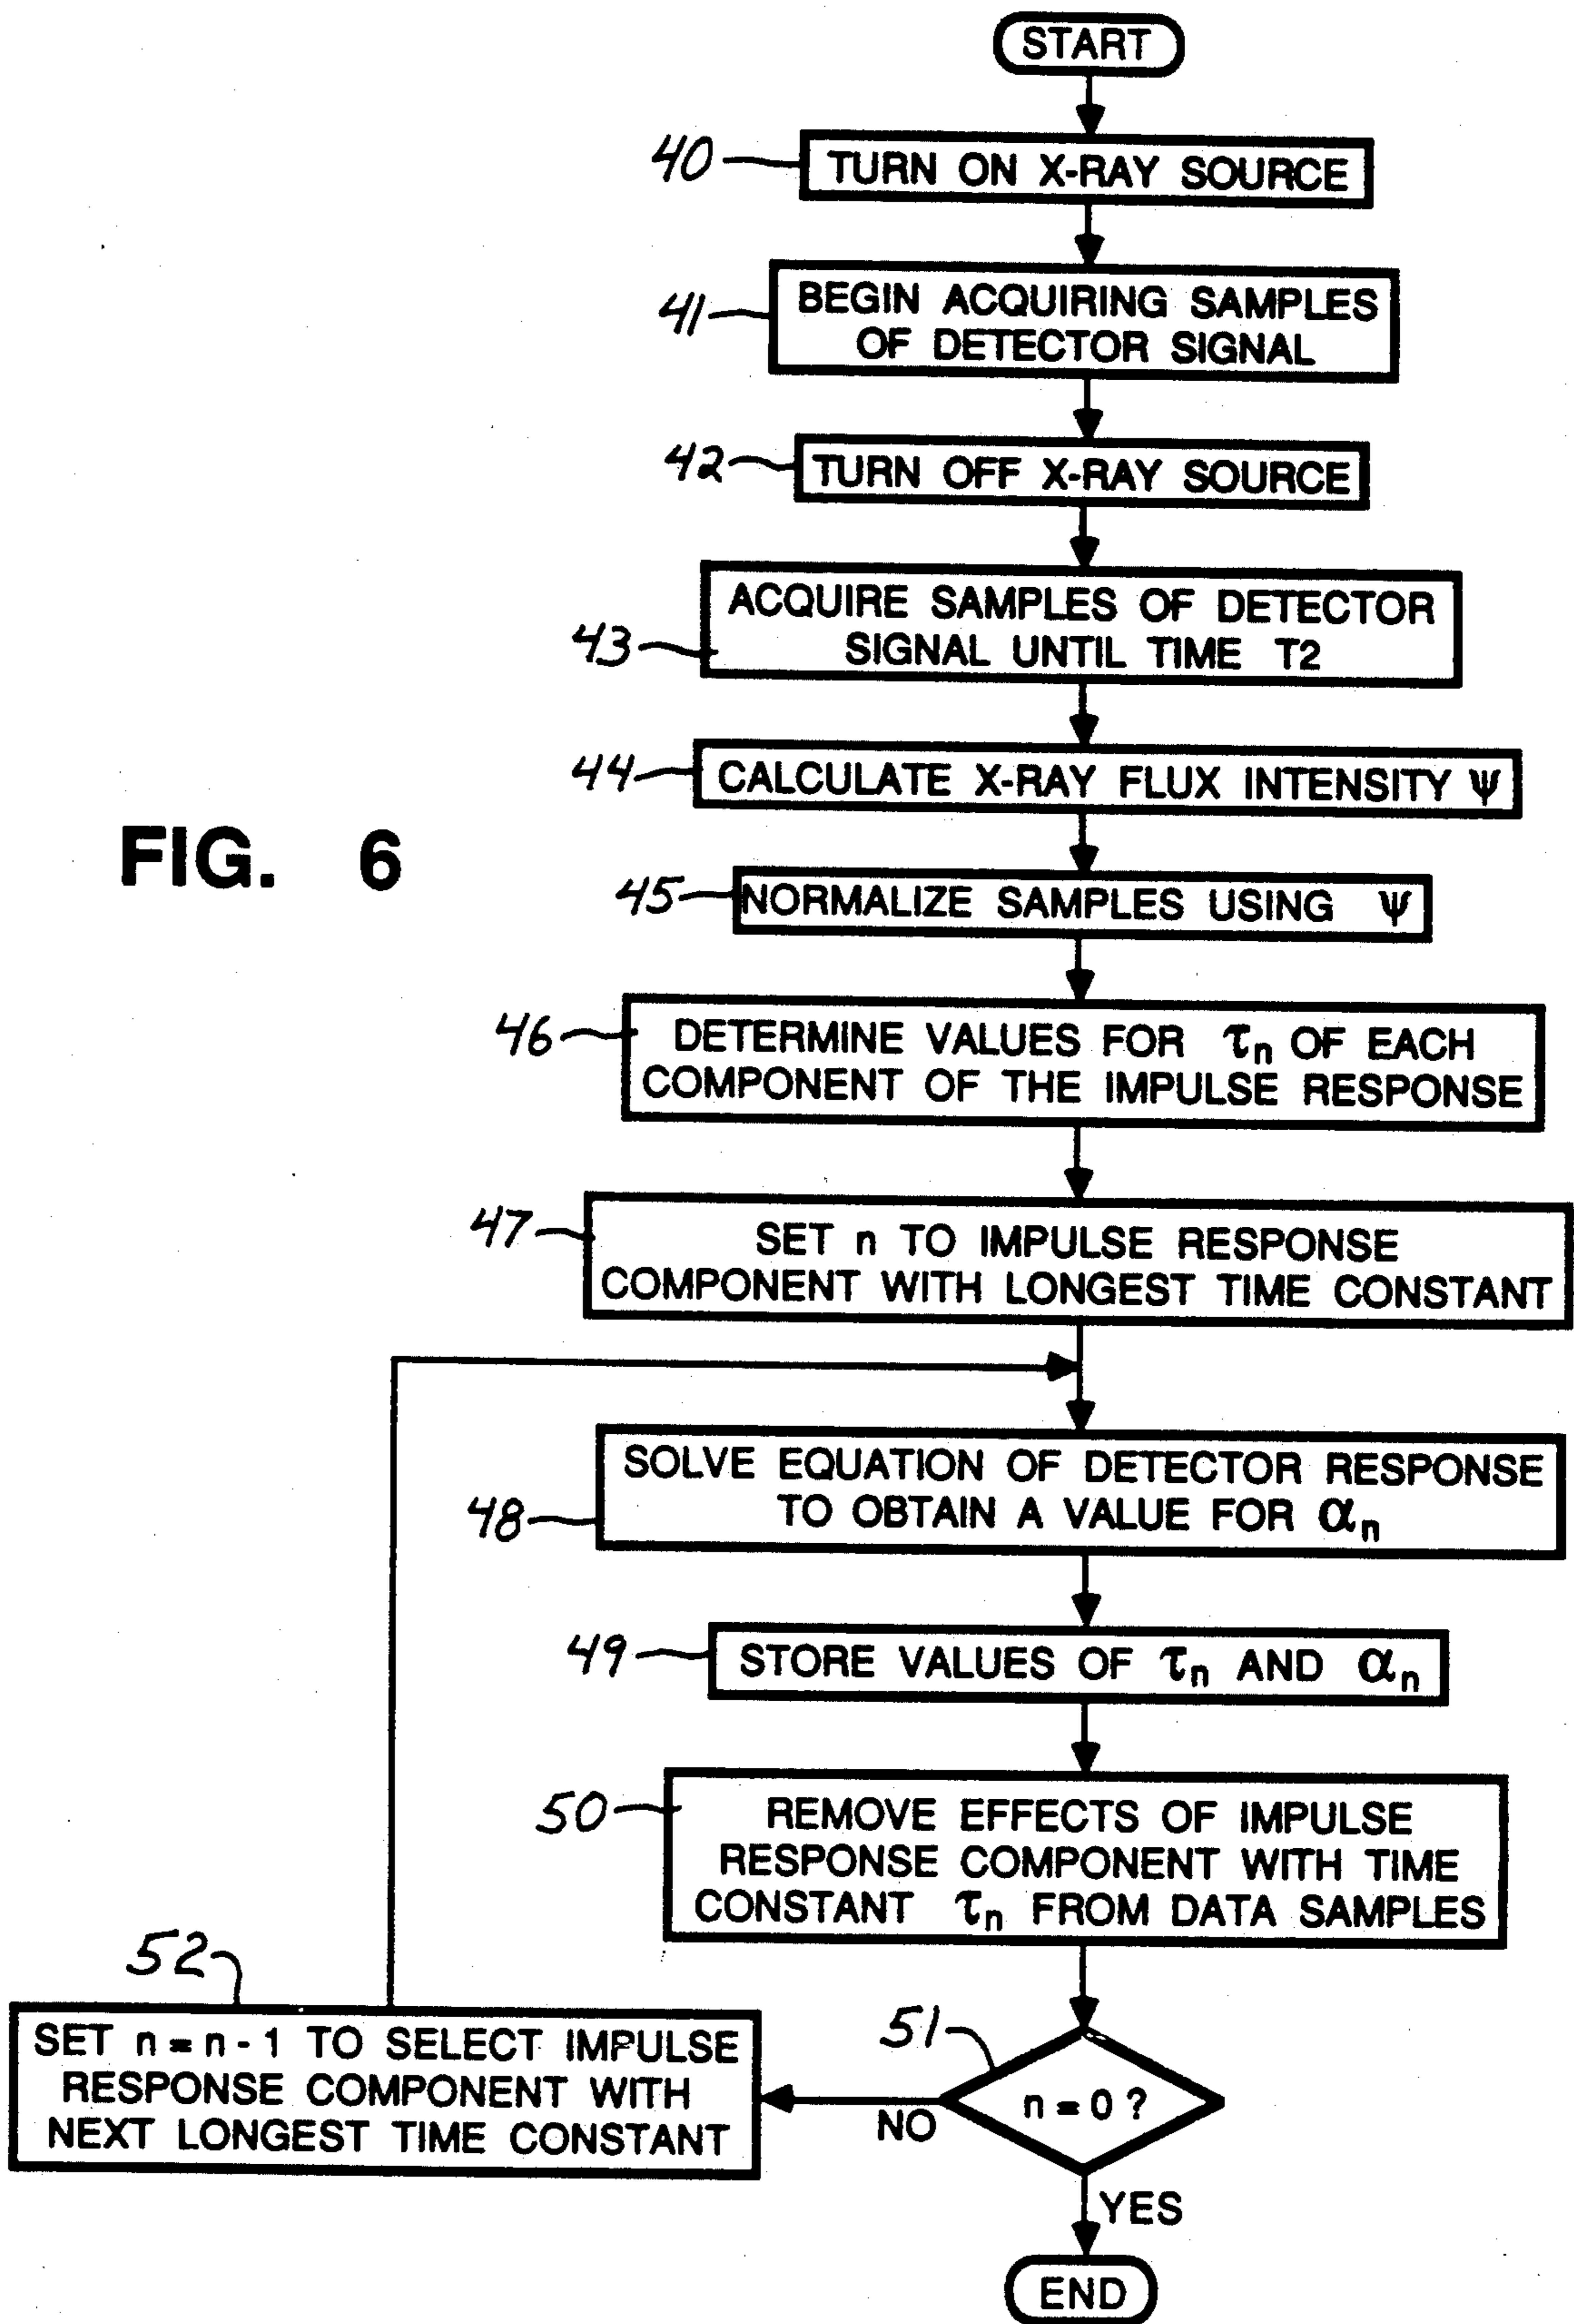 START
40
TURN ON X-RAY SOURCE
41
BEGIN ACQUIRING SAMPLES
OF DETECTOR SIGNAL
42
TURN OFF X-RAY SOURCE
43
ACQUIRE SAMPLES OF DETECTOR
SIGNAL UNTIL TIME T2
44
CALCULATE X-RAY FLUX INTENSITY Ψ
FIG. 6
45
NORMALIZE SAMPLES USING Ψ
46
DETERMINE VALUES FOR τn OF EACH
COMPONENT OF THE IMPULSE RESPONSE
47
SET n TO IMPULSE RESPONSE
COMPONENT WITH LONGEST TIME CONSTANT
48
SOLVE EQUATION OF DETECTOR RESPONSE
TO OBTAIN A VALUE FOR αn
49
STORE VALUES OF τn AND αn
50
REMOVE EFFECTS OF IMPULSE
RESPONSE COMPONENT WITH TIME
CONSTANT τn FROM DATA SAMPLES
51
n = 0 ?
NO
52
SET n = n - 1 TO SELECT IMPULSE
RESPONSE COMPONENT WITH
NEXT LONGEST TIME CONSTANT
YES
END